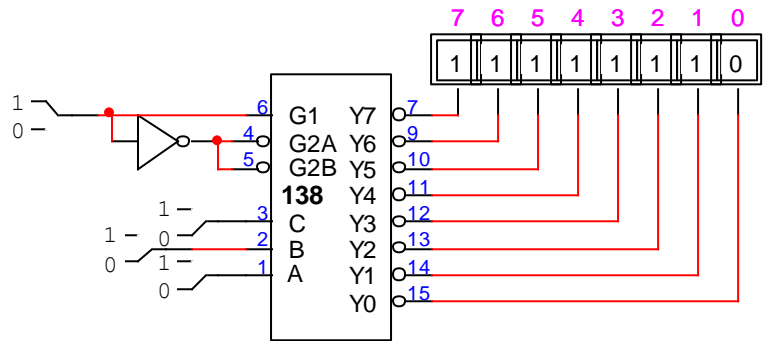 7 6 5 4 3 2 1 0
1 1 1 1 1 1 1 0
1
0
6 G1 Y7 7
4 G2A Y6 9
5 G2B Y5 10
138 Y4 11
1
0
3 C Y3 12
1
0
2 B Y2 13
1
0
1 A Y1 14
Y0 15